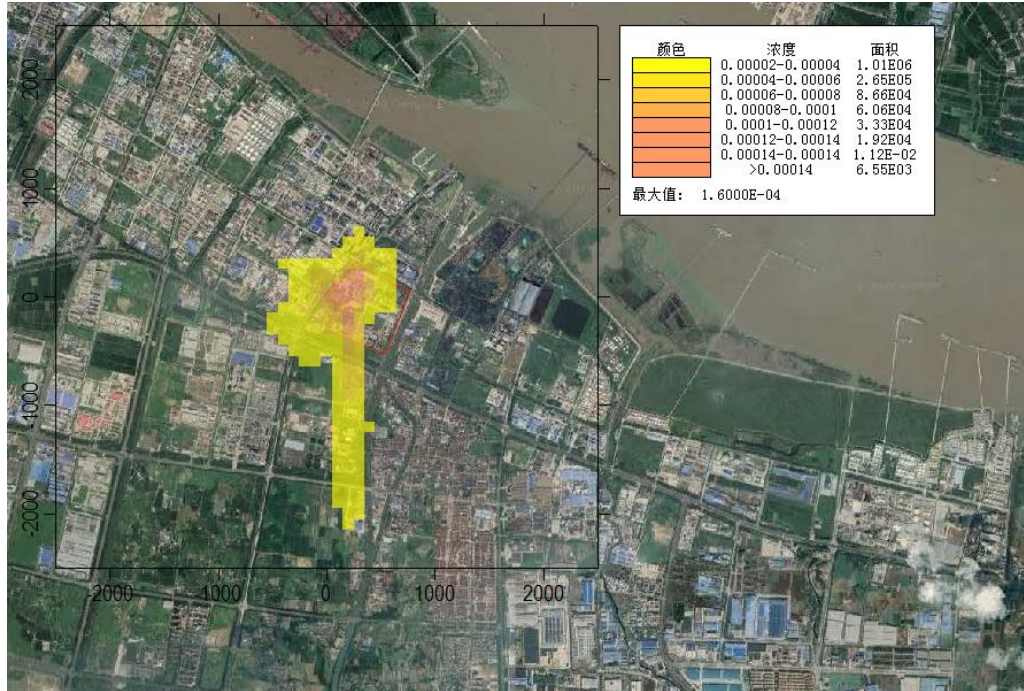 颜色 浓度 面积
0.00002-0.00004 1.01E06
0.00004-0.00006 2.65E05
0.00006-0.00008 8.66E04
0.00008-0.0001 6.06E04
0.0001-0.00012 3.33E04
0.00012-0.00014 1.92E04
0.00014-0.00014 1.12E-02
>0.00014 6.55E03
最大值: 1.6000E-04
2000
1000
0
-1000
-2000
-2000 -1000 0 1000 2000